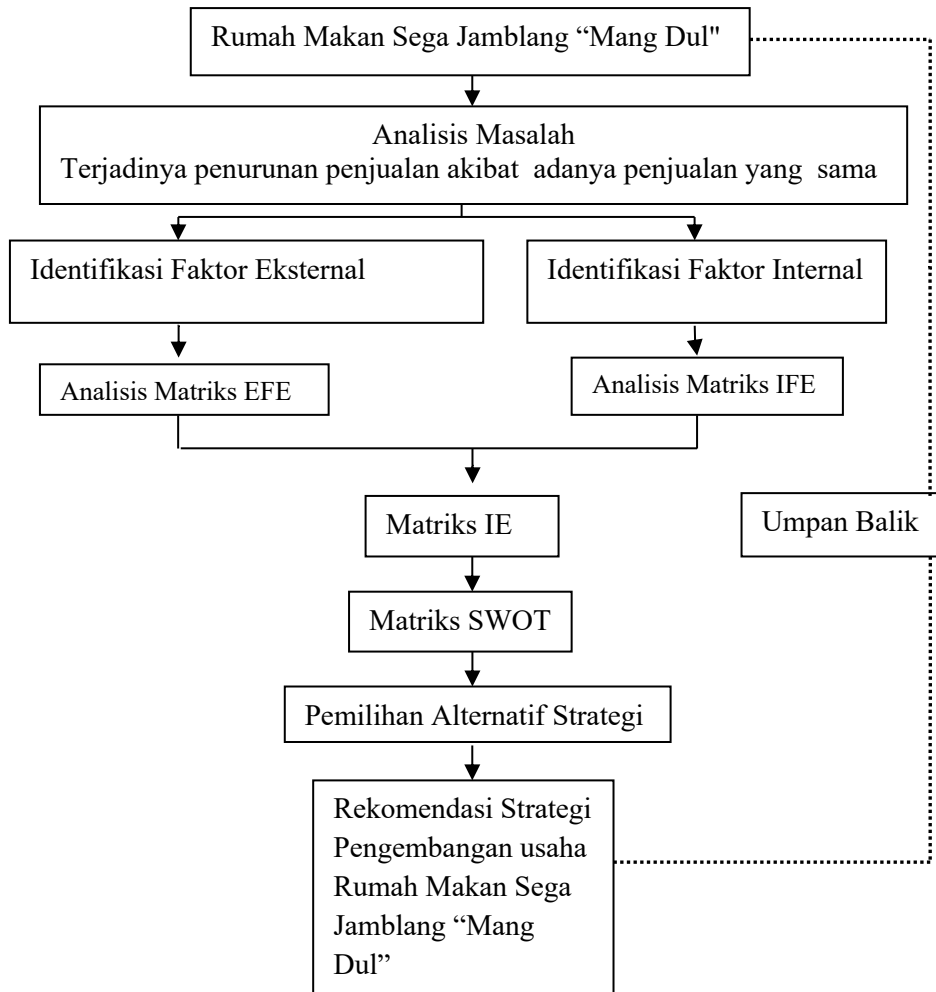 Rumah Makan Sega Jamblang “Mang Dul"
Analisis Masalah
Terjadinya penurunan penjualan akibat adanya penjualan yang sama
Identifikasi Faktor Eksternal
Identifikasi Faktor Internal
Analisis Matriks EFE
Analisis Matriks IFE
Matriks IE
Umpan Balik
Matriks SWOT
Pemilihan Alternatif Strategi
Rekomendasi Strategi
Pengembangan usaha
Rumah Makan Sega
Jamblang “Mang
Dul”